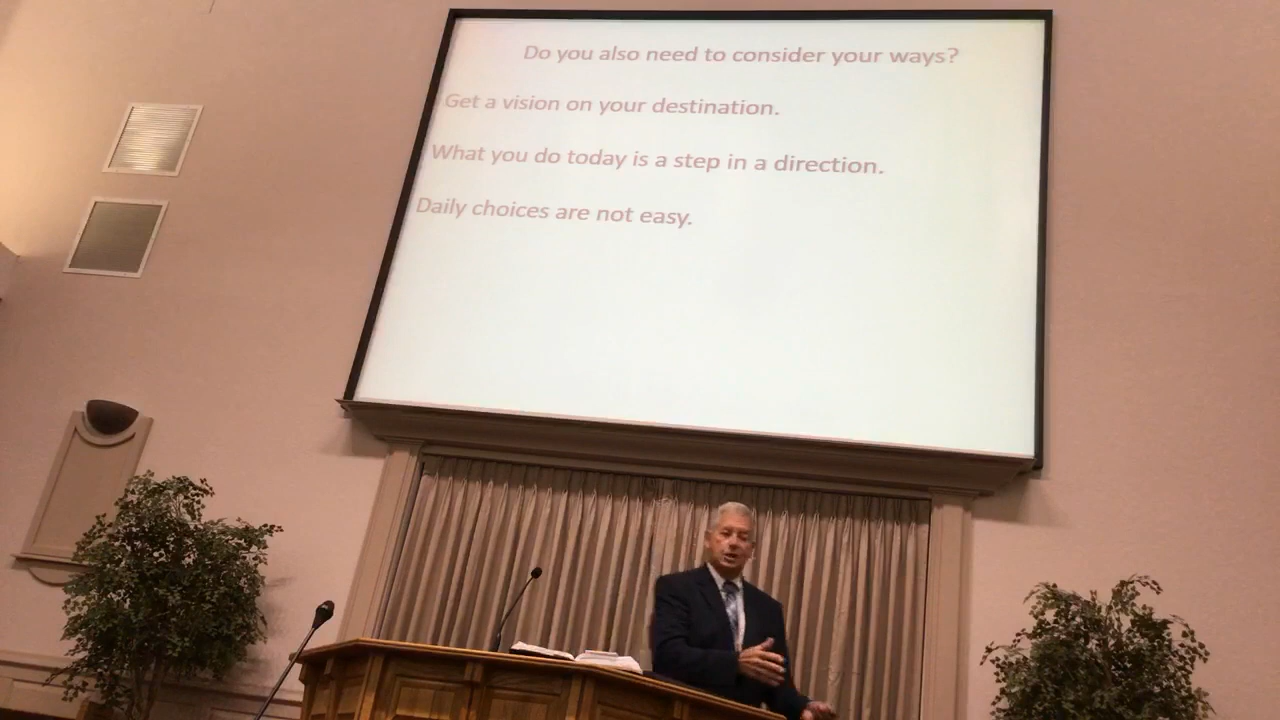 Do you also need to consider your ways?
Get a vision on your destination.
What you do today is a step in a direction.
Daily choices are not easy.